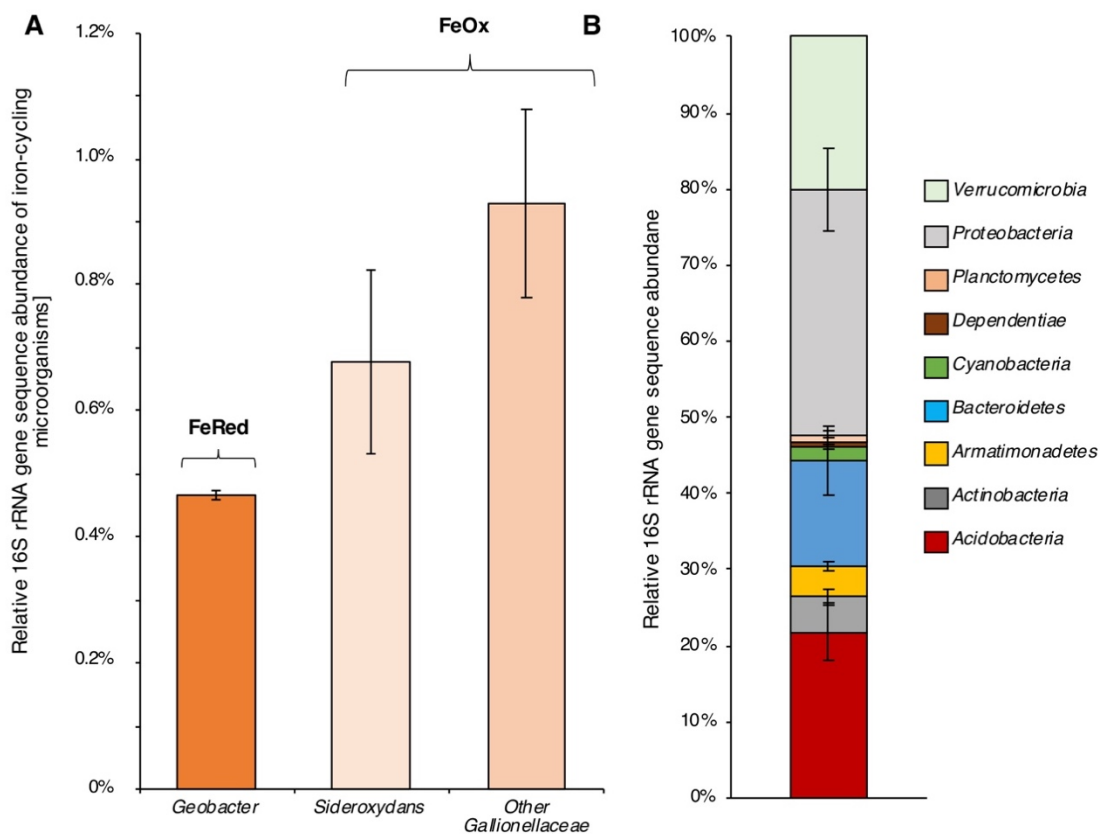 A
FeOx
Relative 16S rRNA gene sequence abundance of iron-cycling
microorganisms]
1.2%
1.0%
0.8%
0.6%
0.4%
0.2%
0%
FeRed
Geobacter
Sideroxydans
Other
Gallionellaceae
B
Relative 16S rRNA gene sequence abundane
100%
90%
80%
70%
60%
50%
40%
30%
20%
10%
0%
Verrucomicrobia
Proteobacteria
Planctomycetes
Dependentiae
Cyanobacteria
Bacteroidetes
Armatimonadetes
Actinobacteria
Acidobacteria